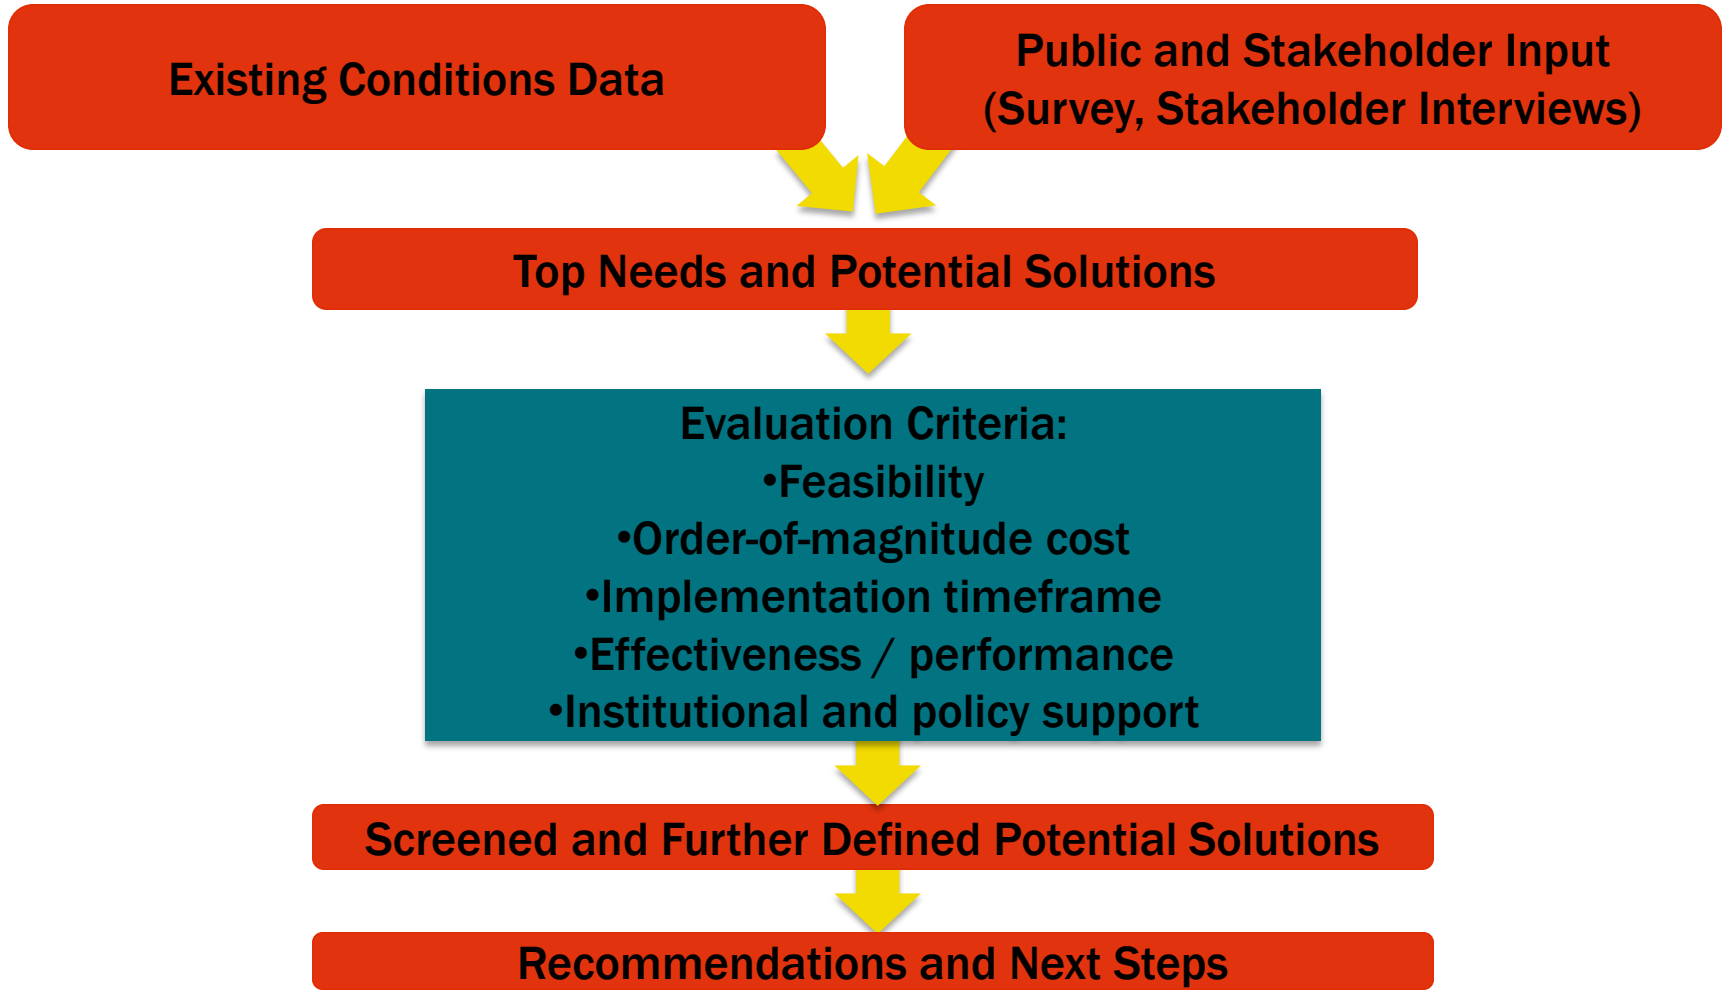 Existing Conditions Data
Public and Stakeholder Input
(Survey, Stakeholder Interviews)
Top Needs and Potential Solutions
Evaluation Criteria:
•Feasibility
•Order-of-magnitude cost
•Implementation timeframe
•Effectiveness / performance
•Institutional and policy support
Screened and Further Defined Potential Solutions
Recommendations and Next Steps